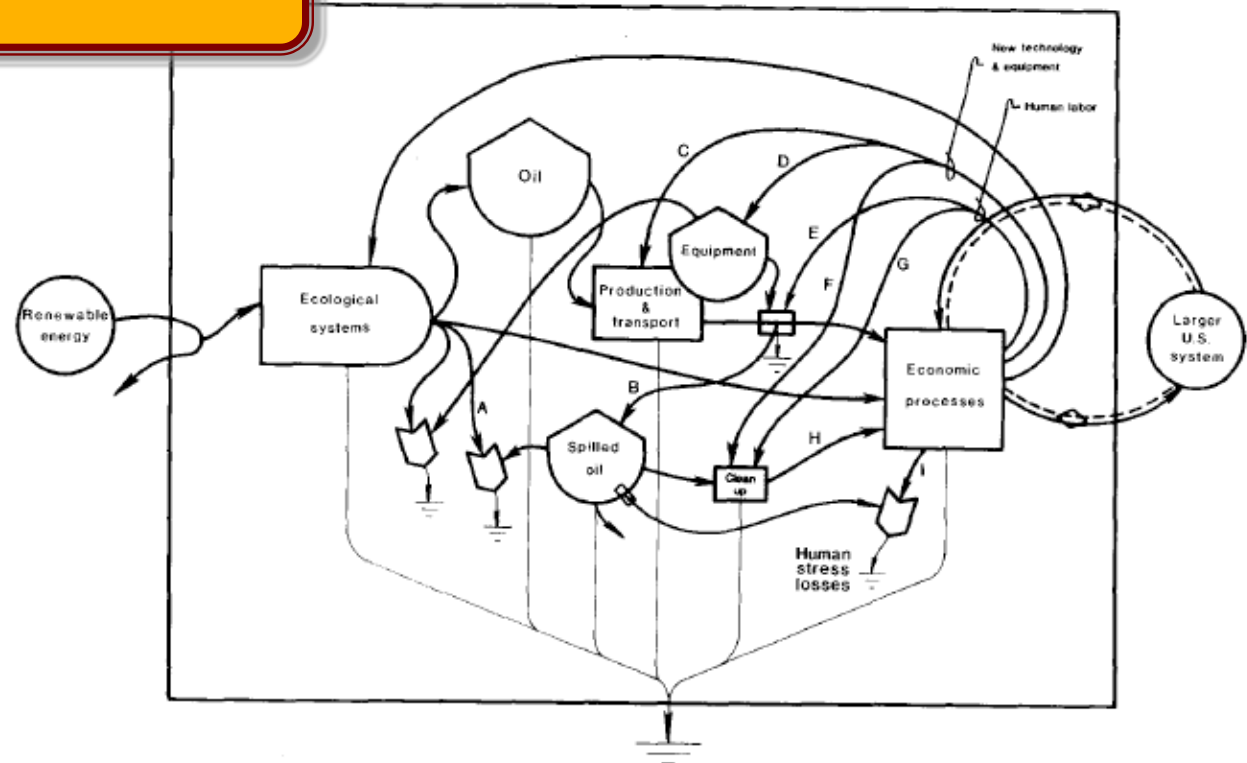 New technology
& equipment
Human labor
C
D
Oil
E
Equipment
F
G
Ecological
systems
Production
&
transport
Renewable
energy
Larger
U.S.
system
Economic
processes
B
A
H
Spilled
oil
Clean
up
I
Human
stress
losses